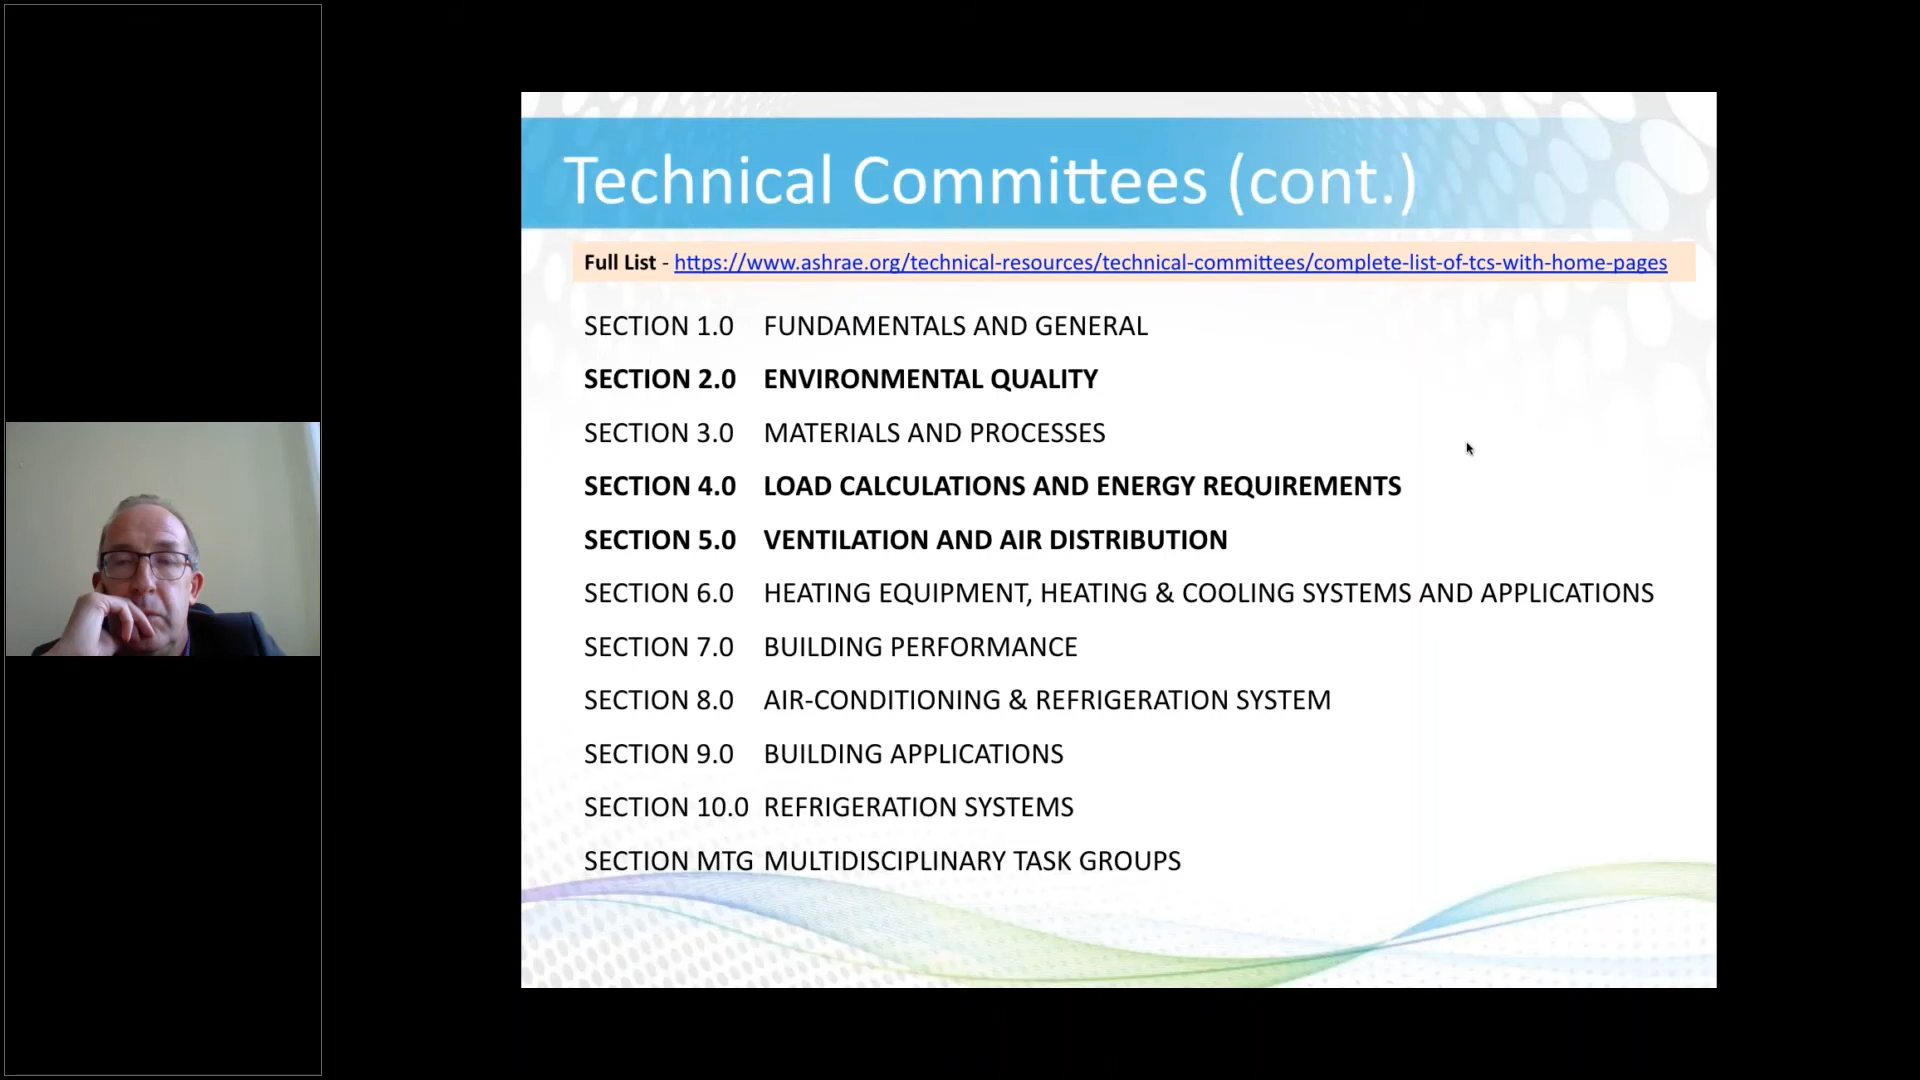 Technical Committees (cont.)
Full List - https://www.ashrae.org/technical-resources/technical-committees/complete-list-of-tcs-with-home-pages
SECTION 1.0 FUNDAMENTALS AND GENERAL
SECTION 2.0 ENVIRONMENTAL QUALITY
SECTION 3.0 MATERIALS AND PROCESSES
SECTION 4.0 LOAD CALCULATIONS AND ENERGY REQUIREMENTS
SECTION 5.0 VENTILATION AND AIR DISTRIBUTION
SECTION 6.0 HEATING EQUIPMENT, HEATING & COOLING SYSTEMS AND APPLICATIONS
SECTION 7.0 BUILDING PERFORMANCE
SECTION 8.0 AIR-CONDITIONING & REFRIGERATION SYSTEM
SECTION 9.0 BUILDING APPLICATIONS
SECTION 10.0 REFRIGERATION SYSTEMS
SECTION MTG MULTIDISCIPLINARY TASK GROUPS